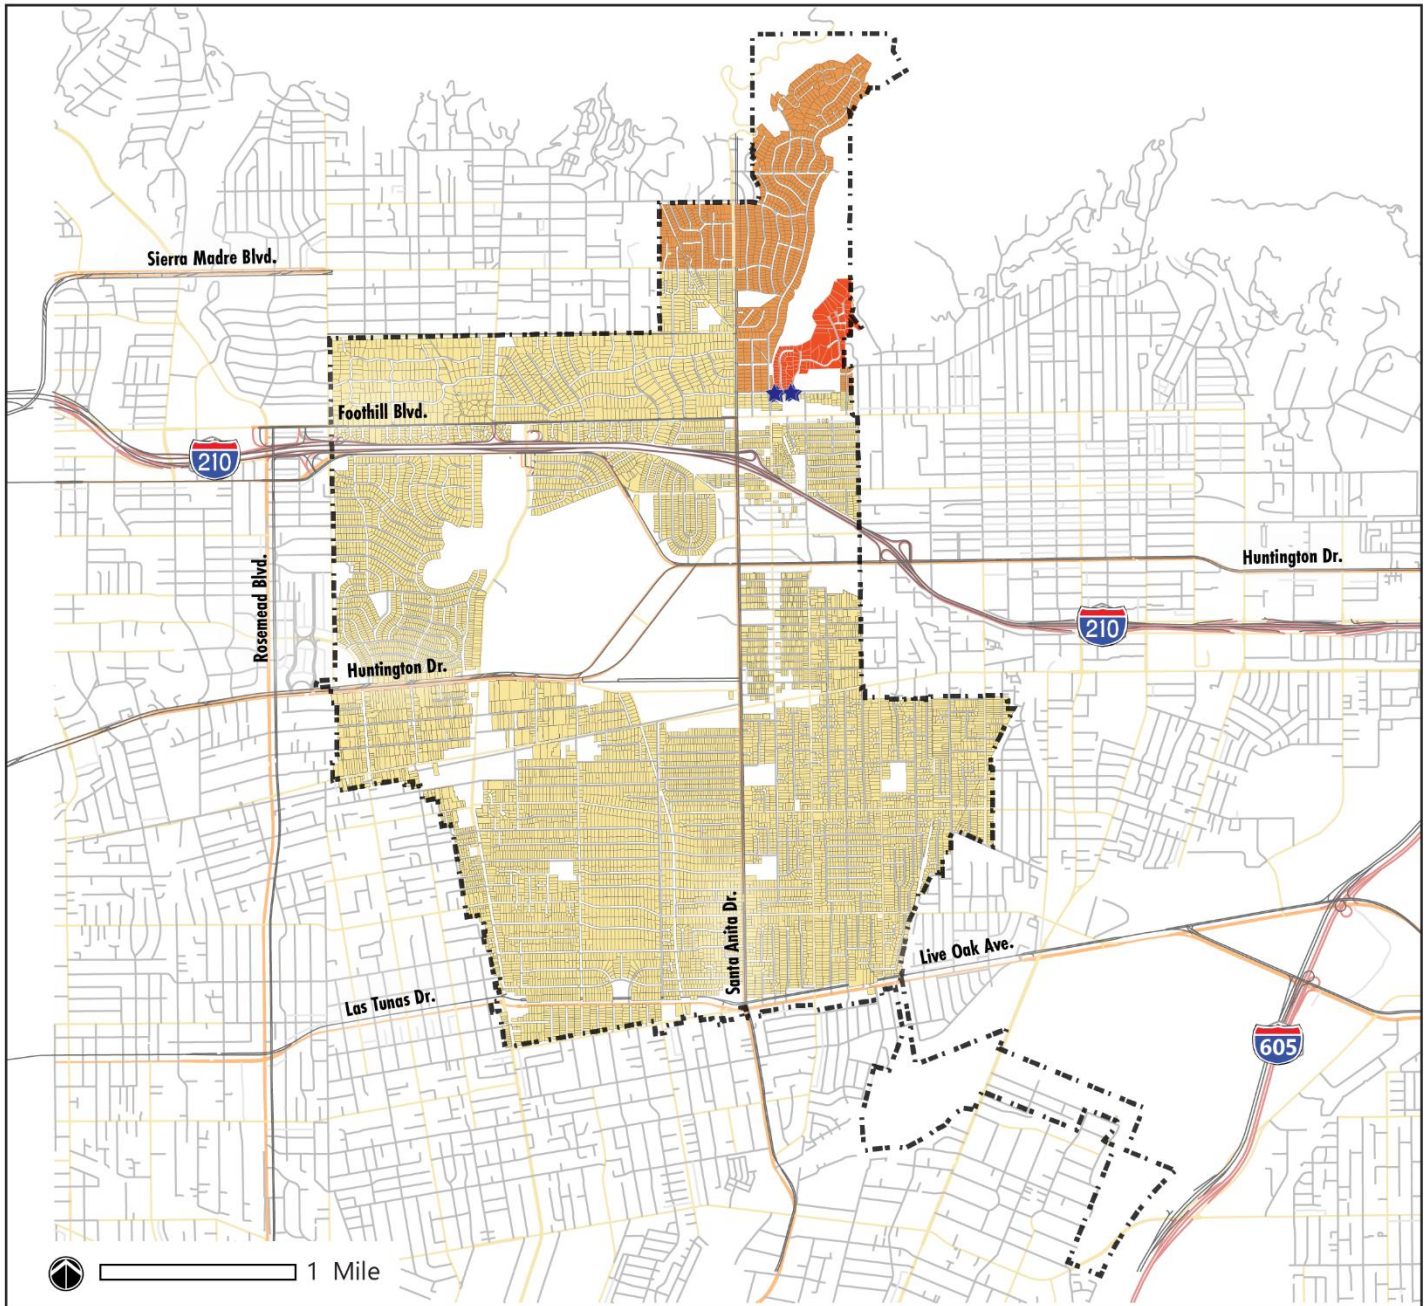 Sierra Madre Blvd.
Foothill Blvd.
210
Huntington Dr.
Rosemead Blvd.
210
Huntington Dr.
Santa Anita Dr.
Live Oak Ave.
Las Tunas Dr.
605
1 Mile